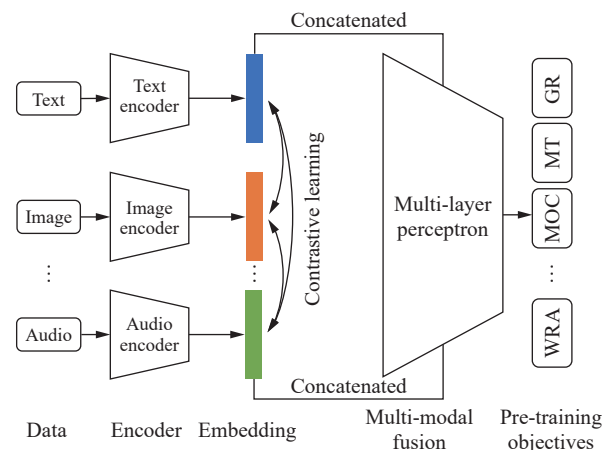 Concatenated
Text
Text
encoder
GR
MT
Image
Image
encoder
Contrastive learning
Multi-layer
perceptron
MOC
...
...
...
Audio
Audio
encoder
WRA
Concatenated
Data
Encoder
Embedding
Multi-modal
fusion
Pre-training
objectives